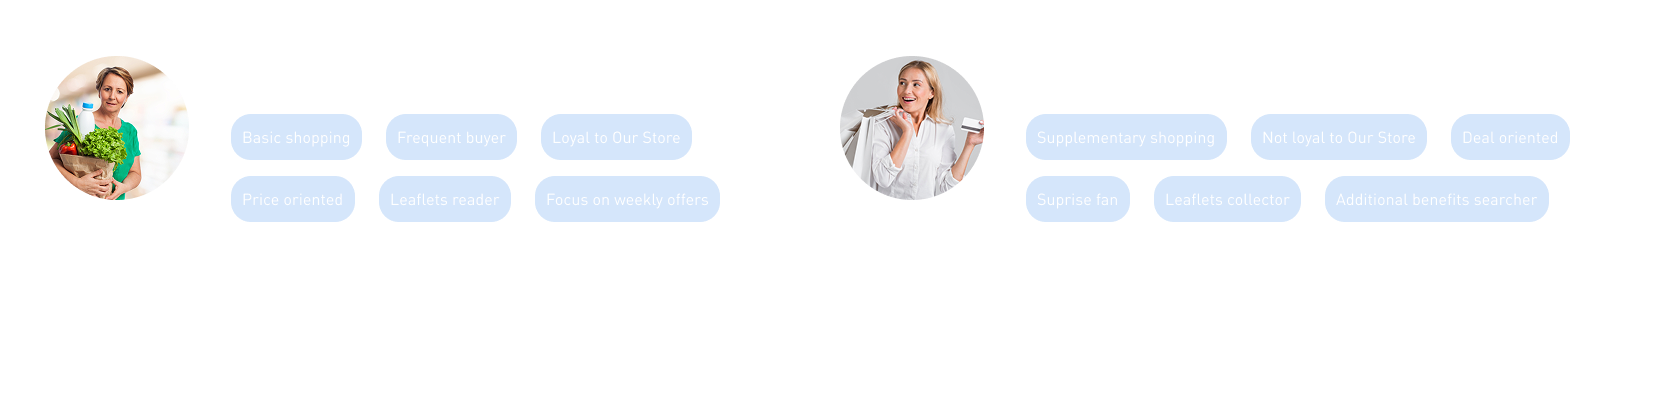 Basic shopping Frequent buyer Loyal to Our Store
Price oriented Leaflets reader Focus on weekly offers
Supplementary shopping Not loyal to Our Store Deal oriented
Suprise fan Leaflets collector Additional benefits searcher